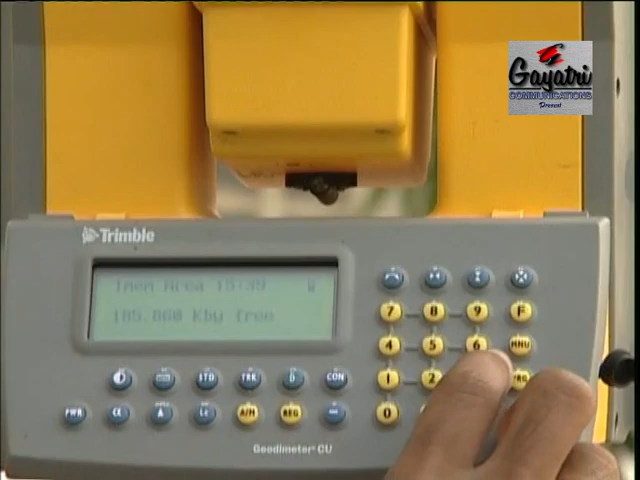 Gayatri
COMMUNICATIONS
Present
Trimble
Imem Area 15:39
185.860 Kby free
7 8 9 F
4 5 6 MNU
1 2
STD TRK D CON
0
PWR CE A/M REG
Geodimeter CU